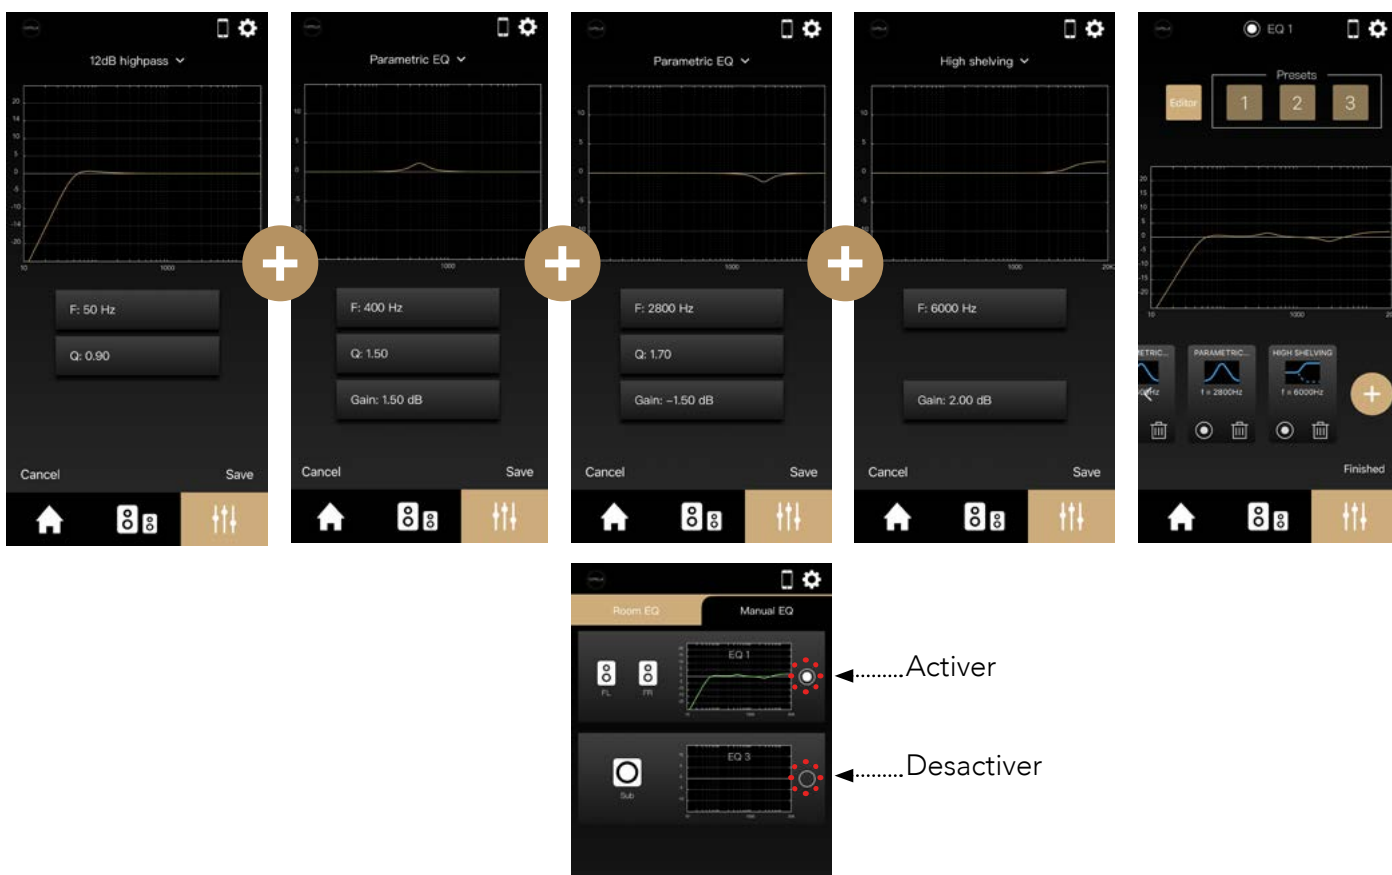 12dB highpass
20
14
10
5
0
-5
-10
-14
-20
10
1000
F: 50 Hz
Q: 0.90
Cancel
Save
Parametric EQ
10
5
0
-5
1000
F: 400 Hz
Q: 1.50
Gain: 1.50 dB
Cancel
Save
Parametric EQ
10
5
0
-5
1000
F: 2800 Hz
Q: 1.70
Gain: -1.50 dB
Cancel
Save
High shelving
10
5
0
-5
1000
20K
F: 6000 Hz
Gain: 2.00 dB
Cancel
Save
EQ 1
Presets
Editor
1
2
3
20
15
10
5
0
-5
-10
-15
-20
10
1000
PARAMETRIC...
f = 2800Hz
HIGH SHELVING
f = 6000Hz
Finished
Room EQ
Manual EQ
EQ 1
FL
FR
Activer
EQ 3
Sub
Desactiver